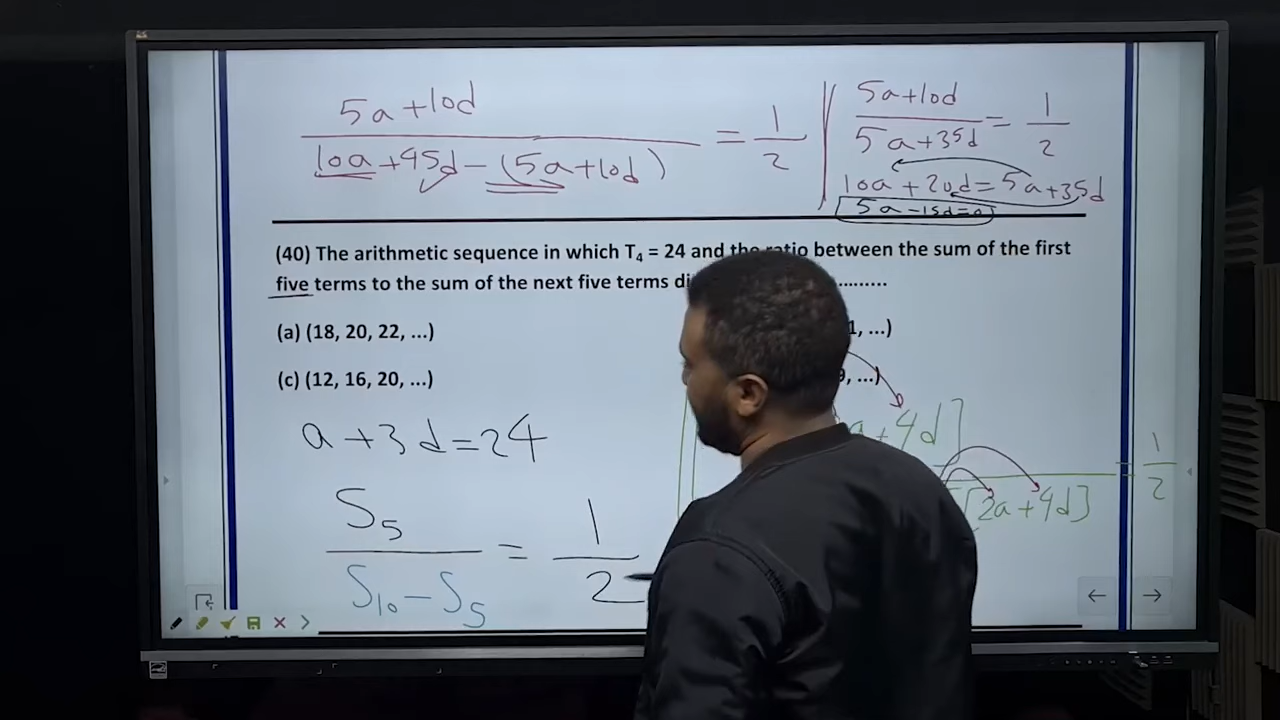 5a+10d / 10a+45d-(5a+10d) = 1/2
5a+10d / 5a+35d = 1/2
10a+20d=5a+35d
5a-15d=0
(40) The arithmetic sequence in which T₄ = 24 and the ratio between the sum of the first
five terms to the sum of the next five terms
(a) (18, 20, 22, ...)
1, ...)
(c) (12, 16, 20, ...)
, ...)
a+3d=24
+4d]
[2a+9d]
= 1/2
S₅ / S₁₀-S₅ = 1/2